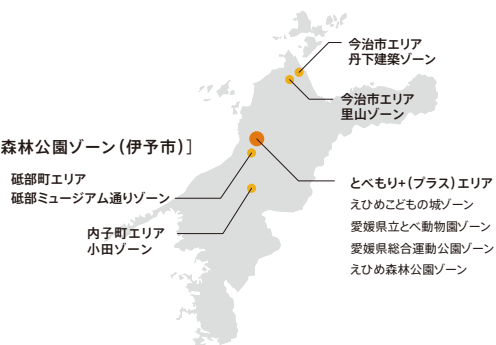 今治市エリア
丹下建築ゾーン
今治市エリア
里山ゾーン
森林公園ゾーン（伊予市）］
砥部町エリア
砥部ミュージアム通りゾーン
とべもり+（プラス）エリア
えひめこどもの城ゾーン
愛媛県立とべ動物園ゾーン
愛媛県総合運動公園ゾーン
えひめ森林公園ゾーン
内子町エリア
小田ゾーン